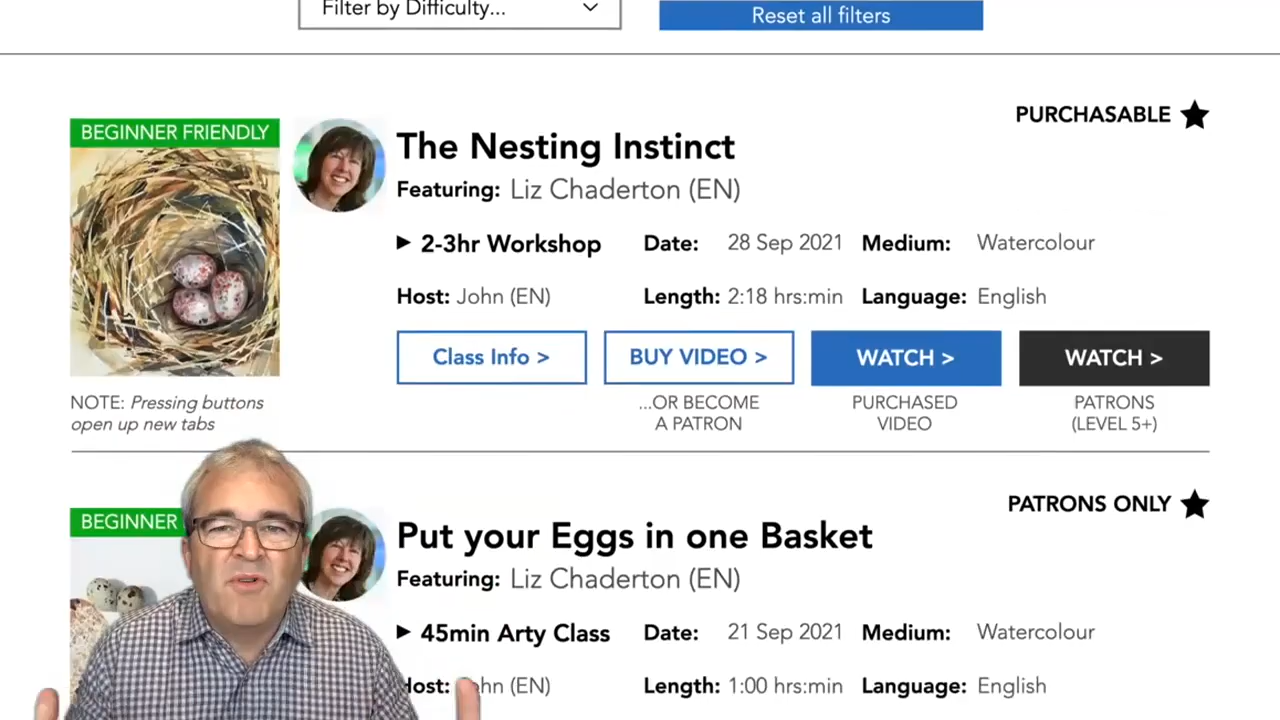 Filter by Difficulty...
Reset all filters
PURCHASABLE
BEGINNER FRIENDLY
The Nesting Instinct
Featuring: Liz Chaderton (EN)
2-3hr Workshop Date: 28 Sep 2021 Medium: Watercolour
Host: John (EN) Length: 2:18 hrs:min Language: English
Class Info > BUY VIDEO > WATCH > WATCH >
NOTE: Pressing buttons
open up new tabs
...OR BECOME
A PATRON
PURCHASED
VIDEO
PATRONS
(LEVEL 5+)
PATRONS ONLY
BEGINNER
Put your Eggs in one Basket
Featuring: Liz Chaderton (EN)
45min Arty Class Date: 21 Sep 2021 Medium: Watercolour
(EN) Length: 1:00 hrs:min Language: English